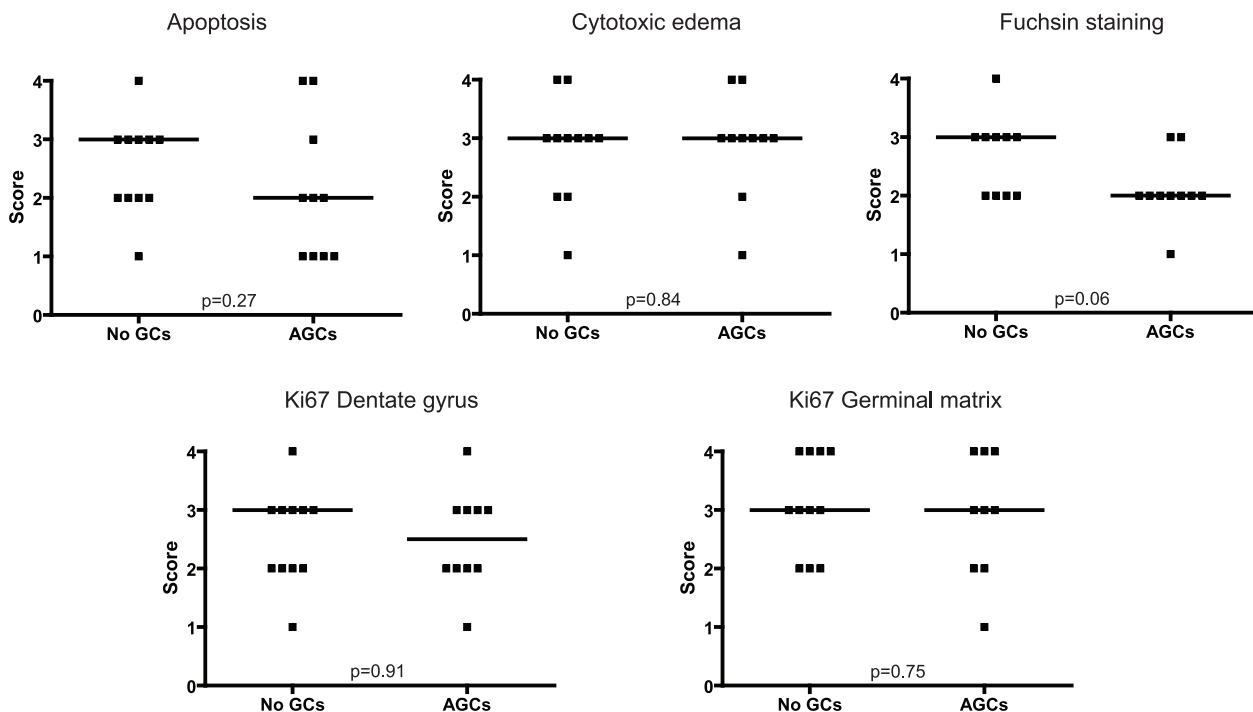 Apoptosis
4
3
2
1
0
Score
p=0.27
No GCs
AGCs
Cytotoxic edema
4
3
2
1
0
Score
p=0.84
No GCs
AGCs
Fuchsin staining
4
3
2
1
0
Score
p=0.06
No GCs
AGCs
Ki67 Dentate gyrus
4
3
2
1
0
Score
p=0.91
No GCs
AGCs
Ki67 Germinal matrix
4
3
2
1
0
Score
p=0.75
No GCs
AGCs